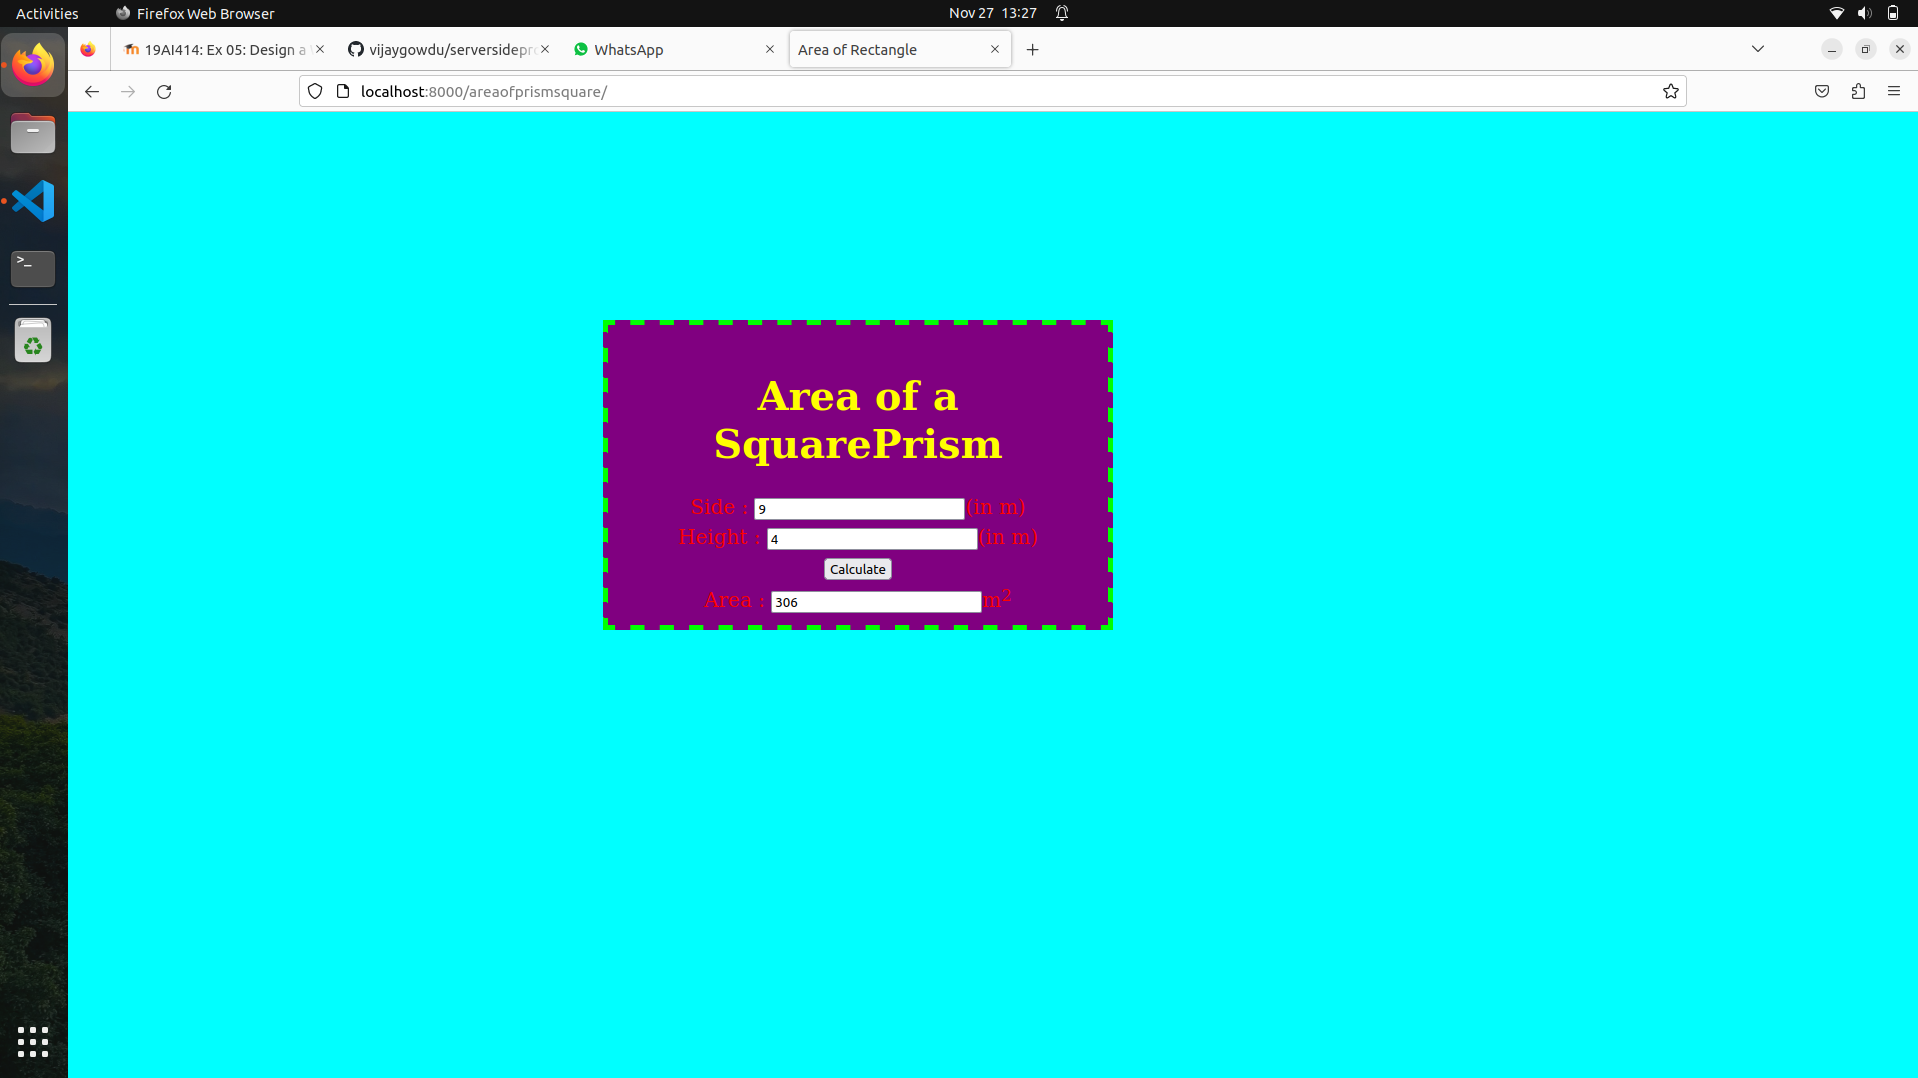 Activities
Firefox Web Browser
Nov 27 13:27
19AI414: Ex 05: Design a
vijaygowdu/serversidepr
WhatsApp
Area of Rectangle
localhost:8000/areaofprismsquare/
>_
Area of a
SquarePrism
Side : 9 (in m)
Height : 4 (in m)
Calculate
Area : 306 m²